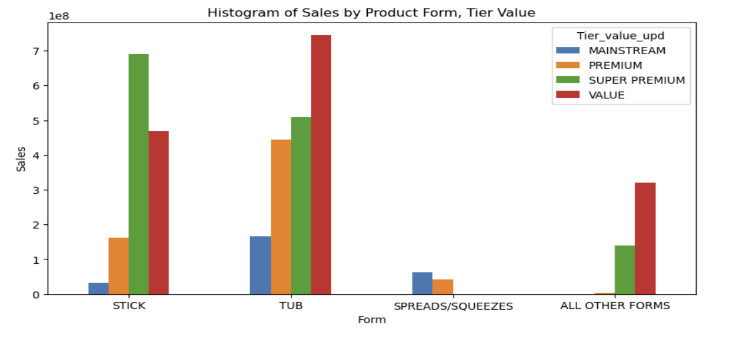 Histogram of Sales by Product Form, Tier Value
1e8
Tier_value_upd
MAINSTREAM
PREMIUM
SUPER PREMIUM
VALUE
7
6
5
4
3
2
1
0
Sales
STICK
TUB
SPREADS/SQUEEZES
ALL OTHER FORMS
Form